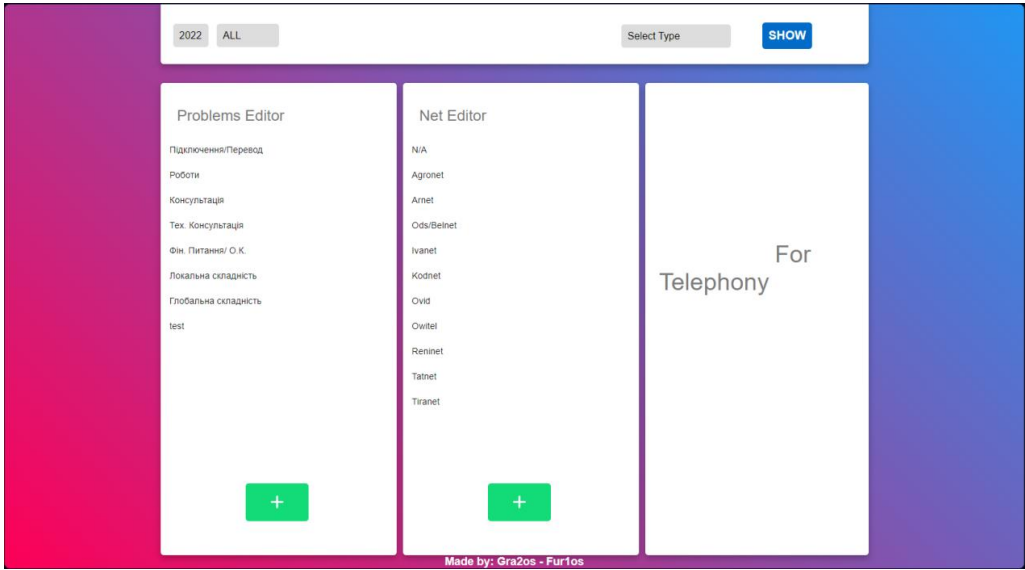 2022 ALL Select Type SHOW
Problems Editor
Підключення/Перевод
Роботи
Консультація
Тех. Консультація
Фін. Питання/ О.К.
Локальна складність
Глобальна складність
test
+
Net Editor
N/A
Agronet
Arnet
Ods/Belnet
Ivanet
Kodnet
Ovid
Owitel
Reninet
Tatnet
Tiranet
+
For
Telephony
Made by: Gra2os - Fur1os